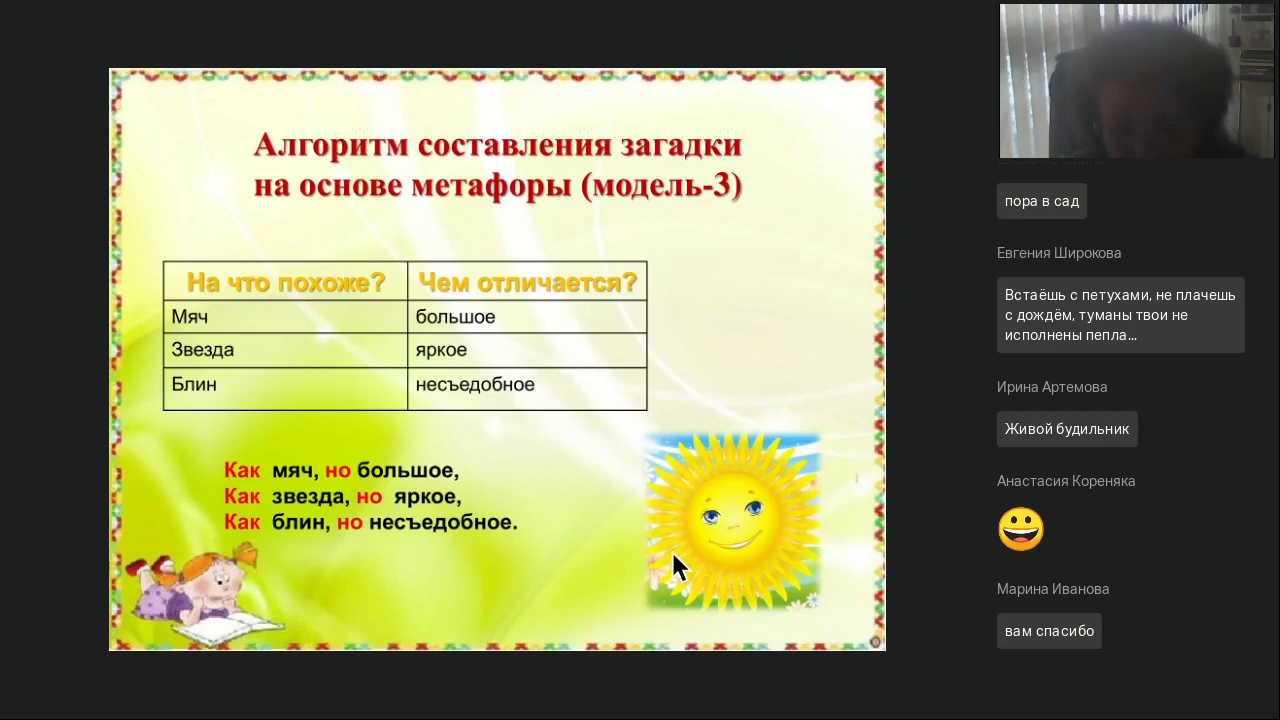 Алгоритм составления загадки
на основе метафоры (модель-3)
На что похоже? Чем отличается?
Мяч большое
Звезда яркое
Блин несъедобное
Как мяч, но большое,
Как звезда, но яркое,
Как блин, но несъедобное.
пора в сад
Евгения Широкова
Встаёшь с петухами, не плачешь
с дождём, туманы твои не
исполнены пепла...
Ирина Артемова
Живой будильник
Анастасия Кореняка
Марина Иванова
вам спасибо